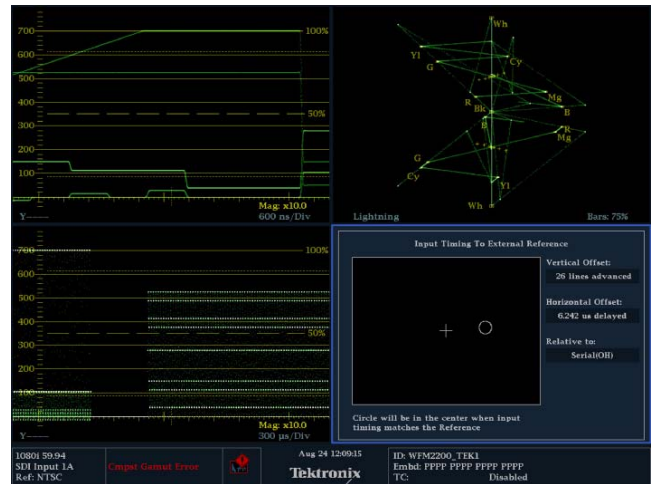 700
100%
600
500
400
50%
300
200
100
Mag: x10.0
Y-----
600 ns/Div
Wh
Yl
G
Cy
R
Mg
Bk
B
B
R
Mg
G
Cy
Yl
Wh
Lightning
Bars: 75%
700
100%
600
500
400
50%
300
200
100
Mag: x10.0
Y-----
300 µs/Div
Input Timing To External Reference
Vertical Offset:
26 lines advanced
Horizontal Offset:
6.242 us delayed
Relative to:
Serial(OH)
Circle will be in the center when input
timing matches the Reference
1080i 59.94
SDI Input 1A
Ref: NTSC
Cmpst Gamut Error
Aug 24 12:09:15
Tektronix
ID: WFM2200_TEK1
Embd: PPPP PPPP PPPP PPPP
TC: Disabled